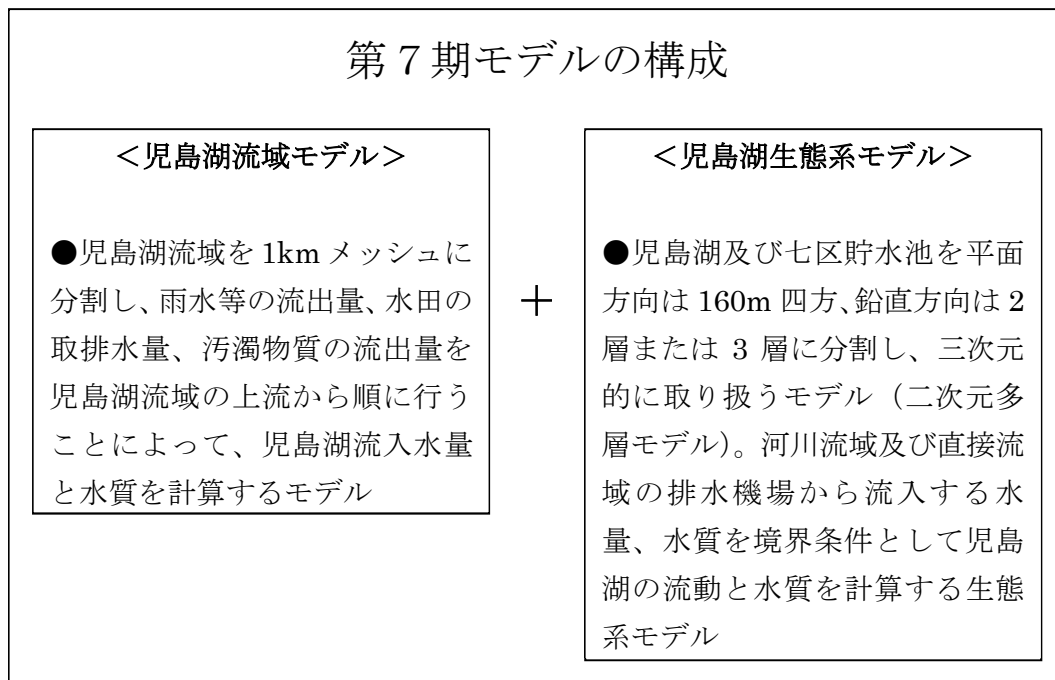 第７期モデルの構成
＜児島湖流域モデル＞
●児島湖流域を 1km メッシュに
分割し、雨水等の流出量、水田の
取排水量、汚濁物質の流出量を
児島湖流域の上流から順に行う
ことによって、児島湖流入水量
と水質を計算するモデル
＋
＜児島湖生態系モデル＞
●児島湖及び七区貯水池を平面
方向は 160m 四方、鉛直方向は 2
層または 3 層に分割し、三次元
的に取り扱うモデル（二次元多
層モデル）。河川流域及び直接流
域の排水機場から流入する水
量、水質を境界条件として児島
湖の流動と水質を計算する生態
系モデル